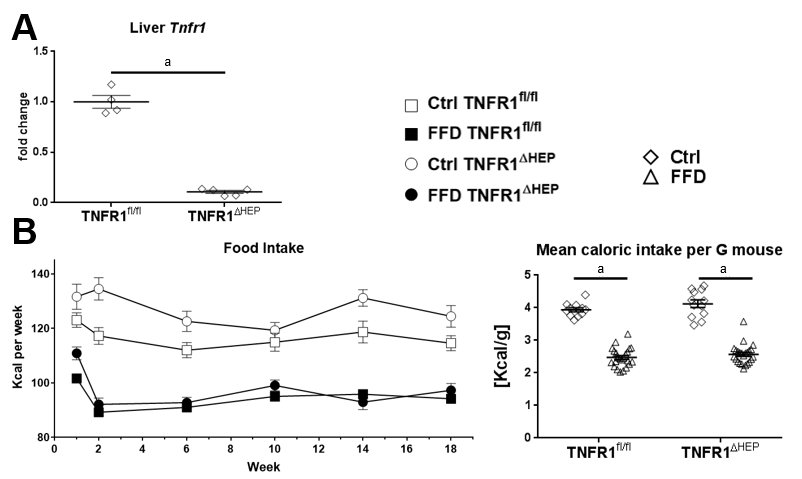 A
Liver Tnfr1
a
1.5
1.0
0.5
0.0
fold change
TNFR1fl/fl
TNFR1ΔHEP
Ctrl TNFR1fl/fl
FFD TNFR1fl/fl
Ctrl TNFR1ΔHEP
FFD TNFR1ΔHEP
Ctrl
FFD
B
Food Intake
140
120
100
80
Kcal per week
0 2 4 6 8 10 12 14 16 18
Week
Mean caloric intake per G mouse
a a
5
4
3
2
1
0
[Kcal/g]
TNFR1fl/fl
TNFR1ΔHEP